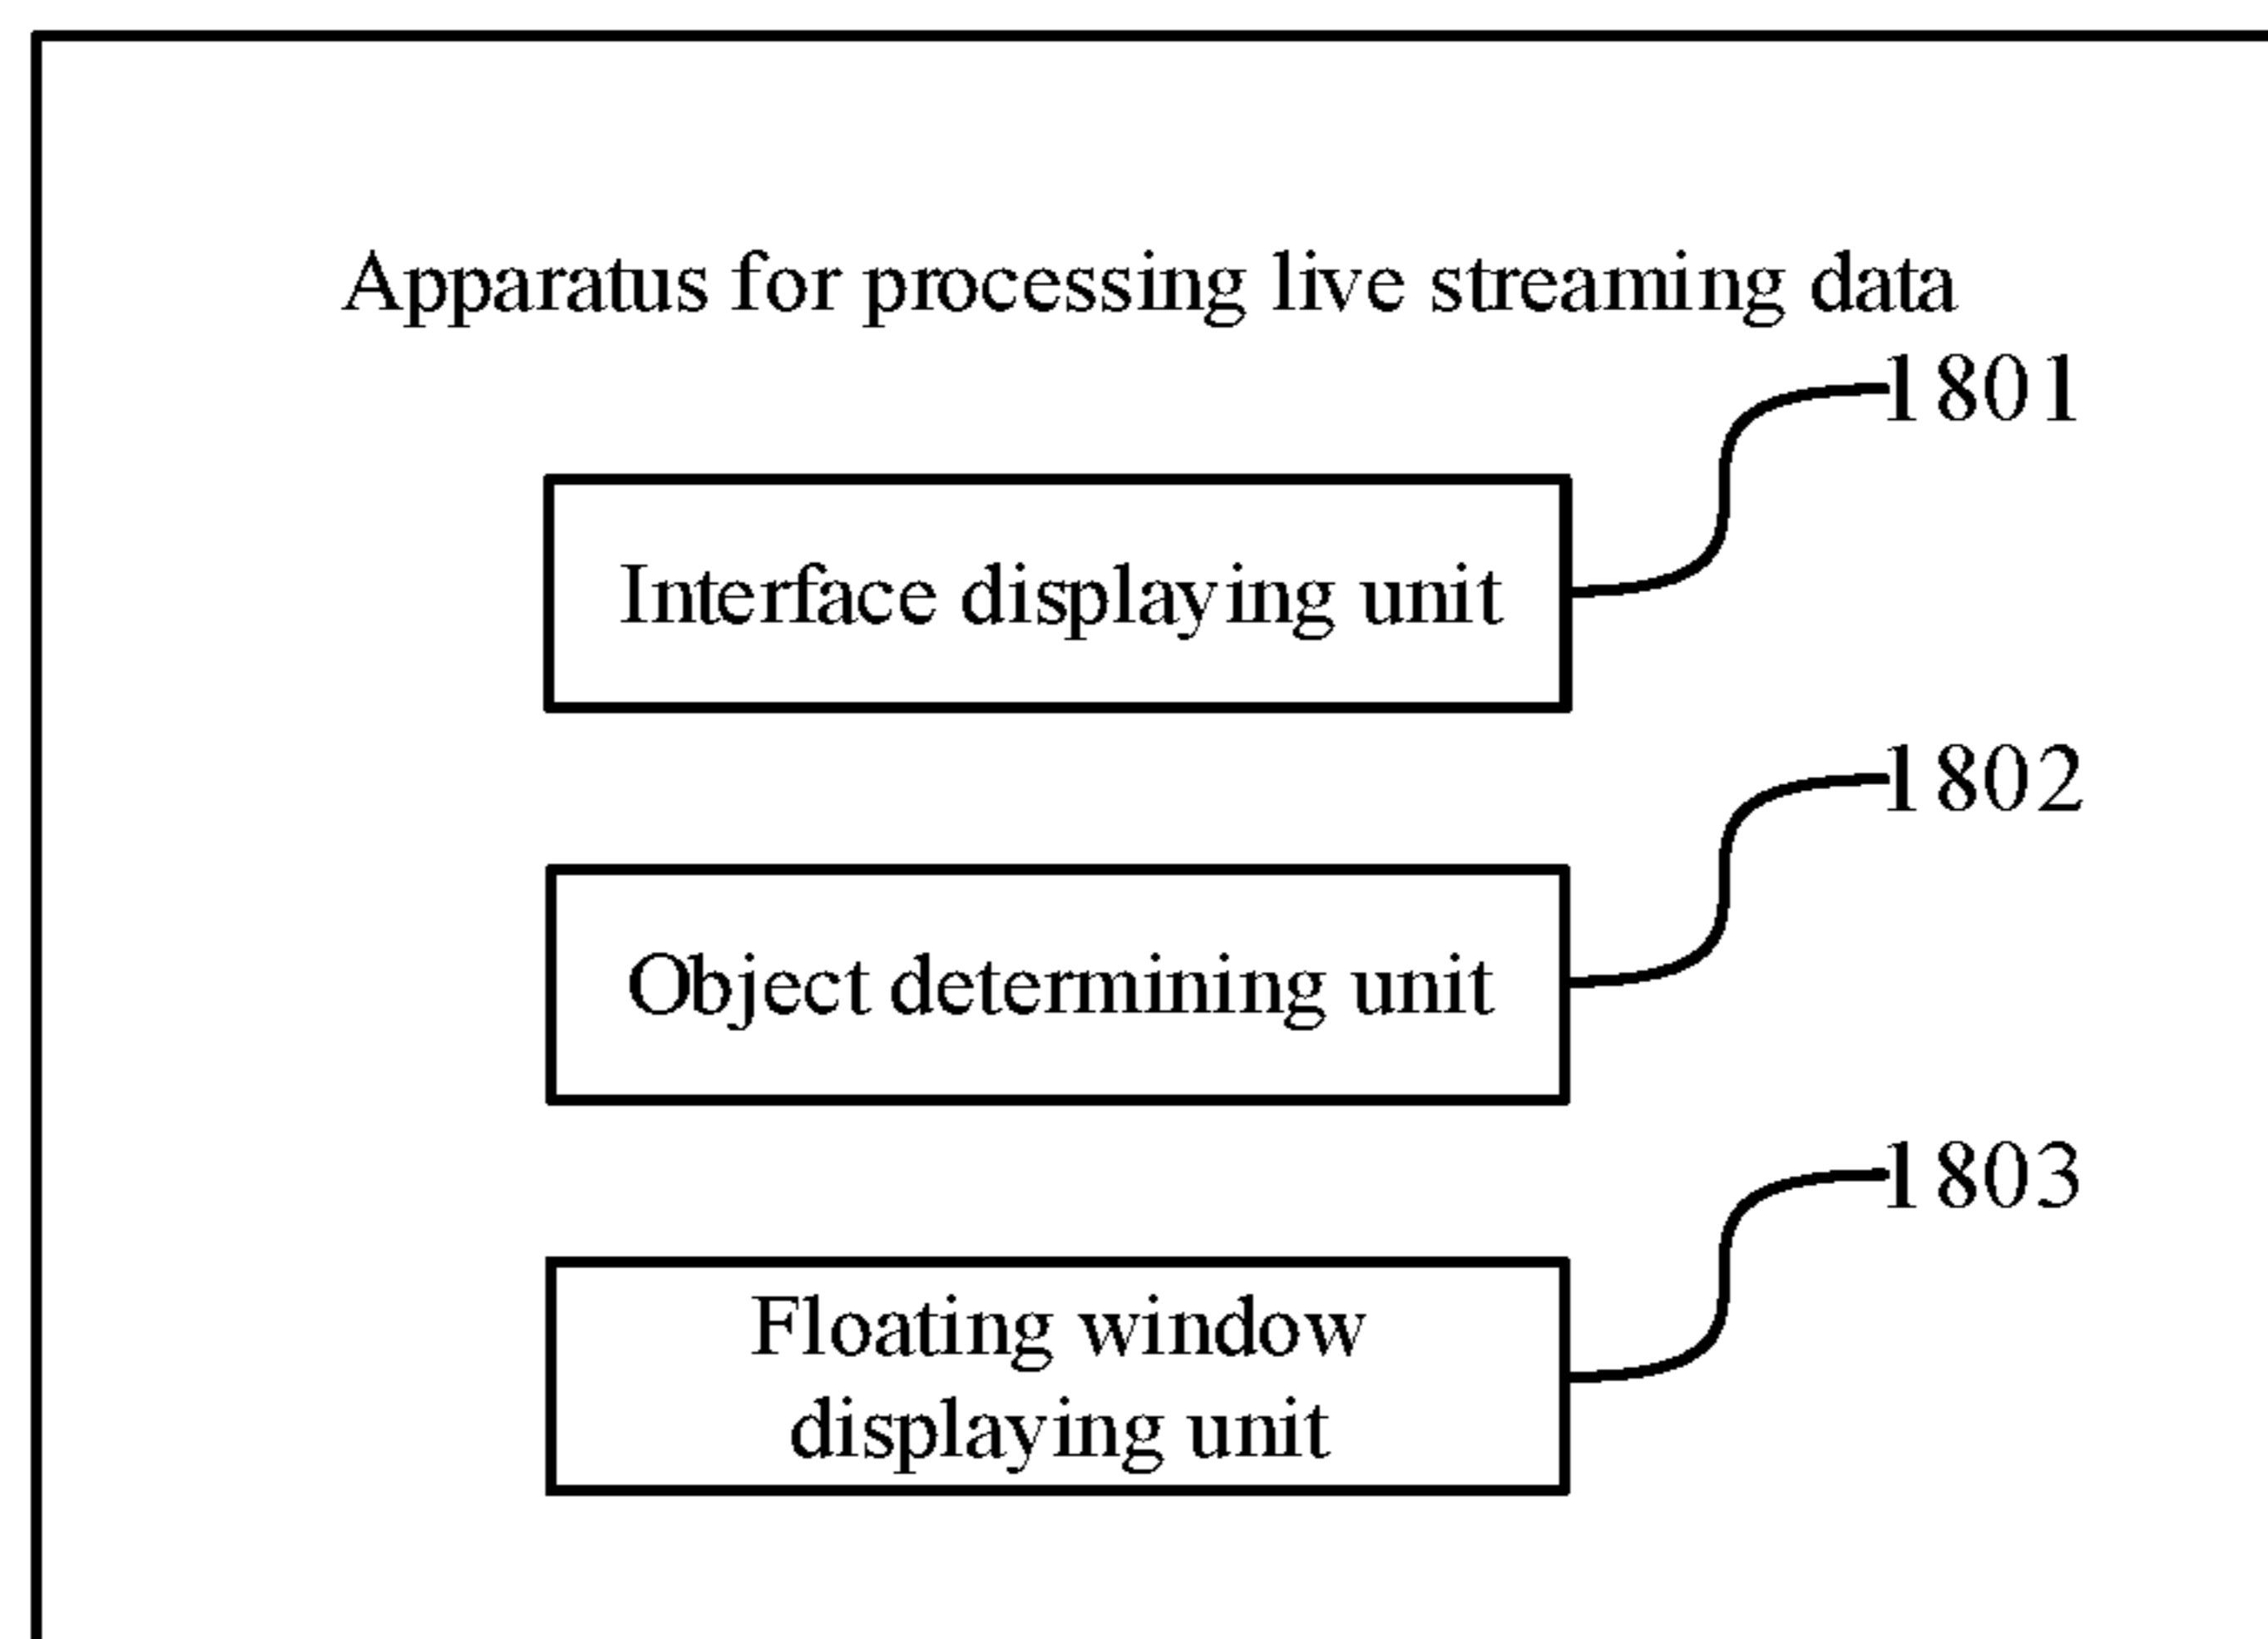 Apparatus for processing live streaming data
1801
Interface displaying unit
1802
Object determining unit
1803
Floating window
displaying unit